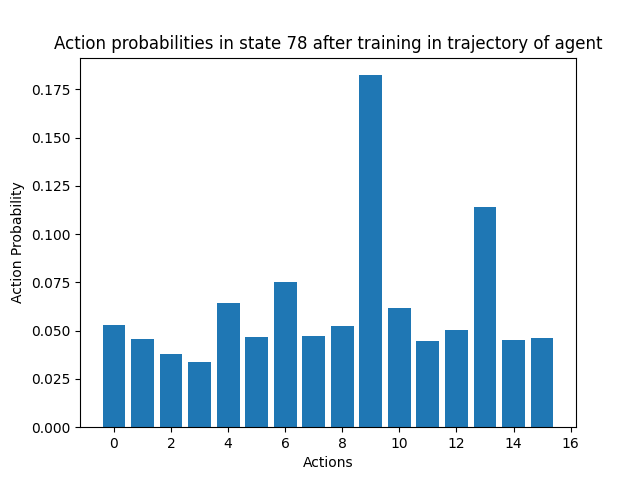 Action probabilities in state 78 after training in trajectory of agent
0.175
0.150
0.125
0.100
0.075
0.050
0.025
0.000
Action Probability
0 2 4 6 8 10 12 14 16
Actions